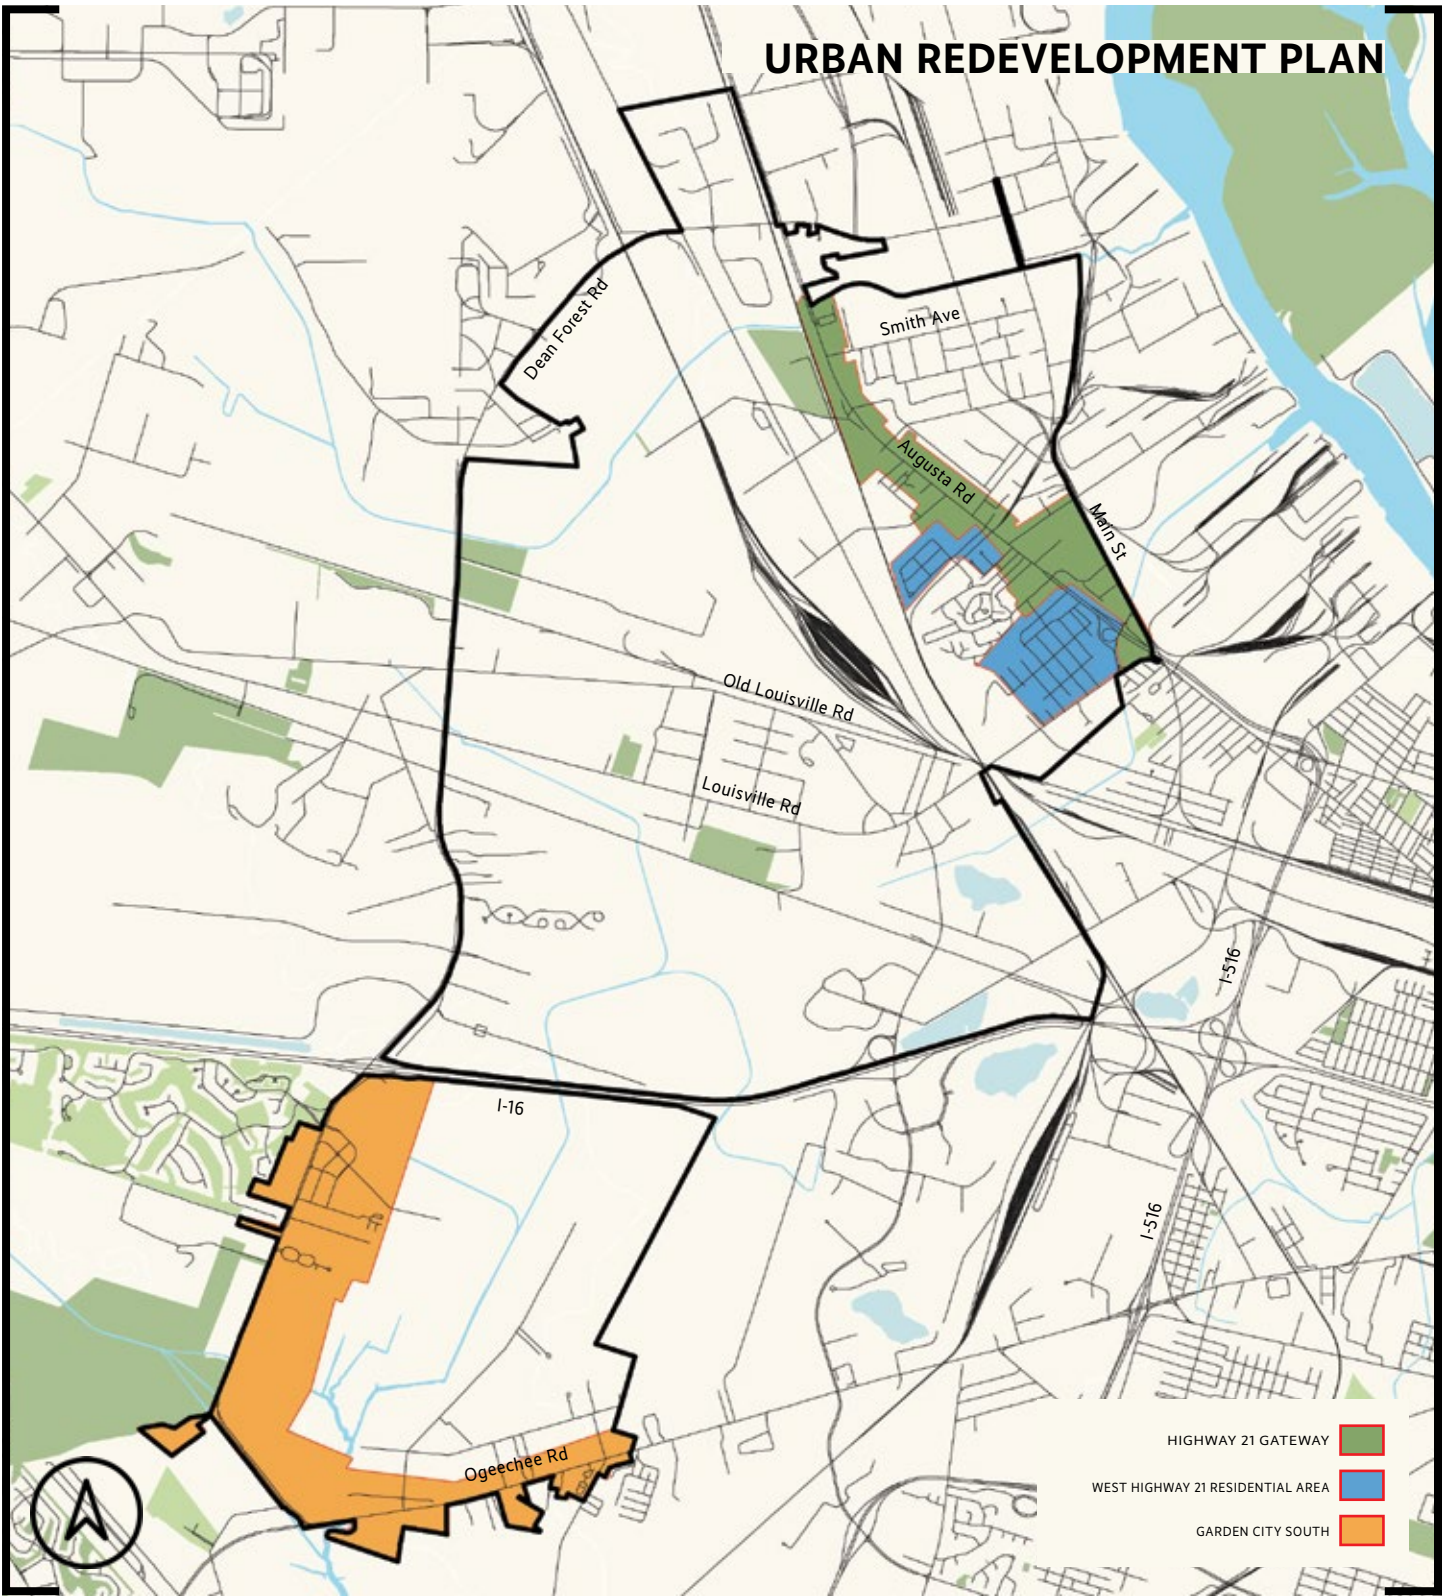 URBAN REDEVELOPMENT PLAN
Dean Forest Rd
Smith Ave
Augusta Rd
Main St
Old Louisville Rd
Louisville Rd
I-516
I-16
I-516
Ogeechee Rd
HIGHWAY 21 GATEWAY
WEST HIGHWAY 21 RESIDENTIAL AREA
GARDEN CITY SOUTH